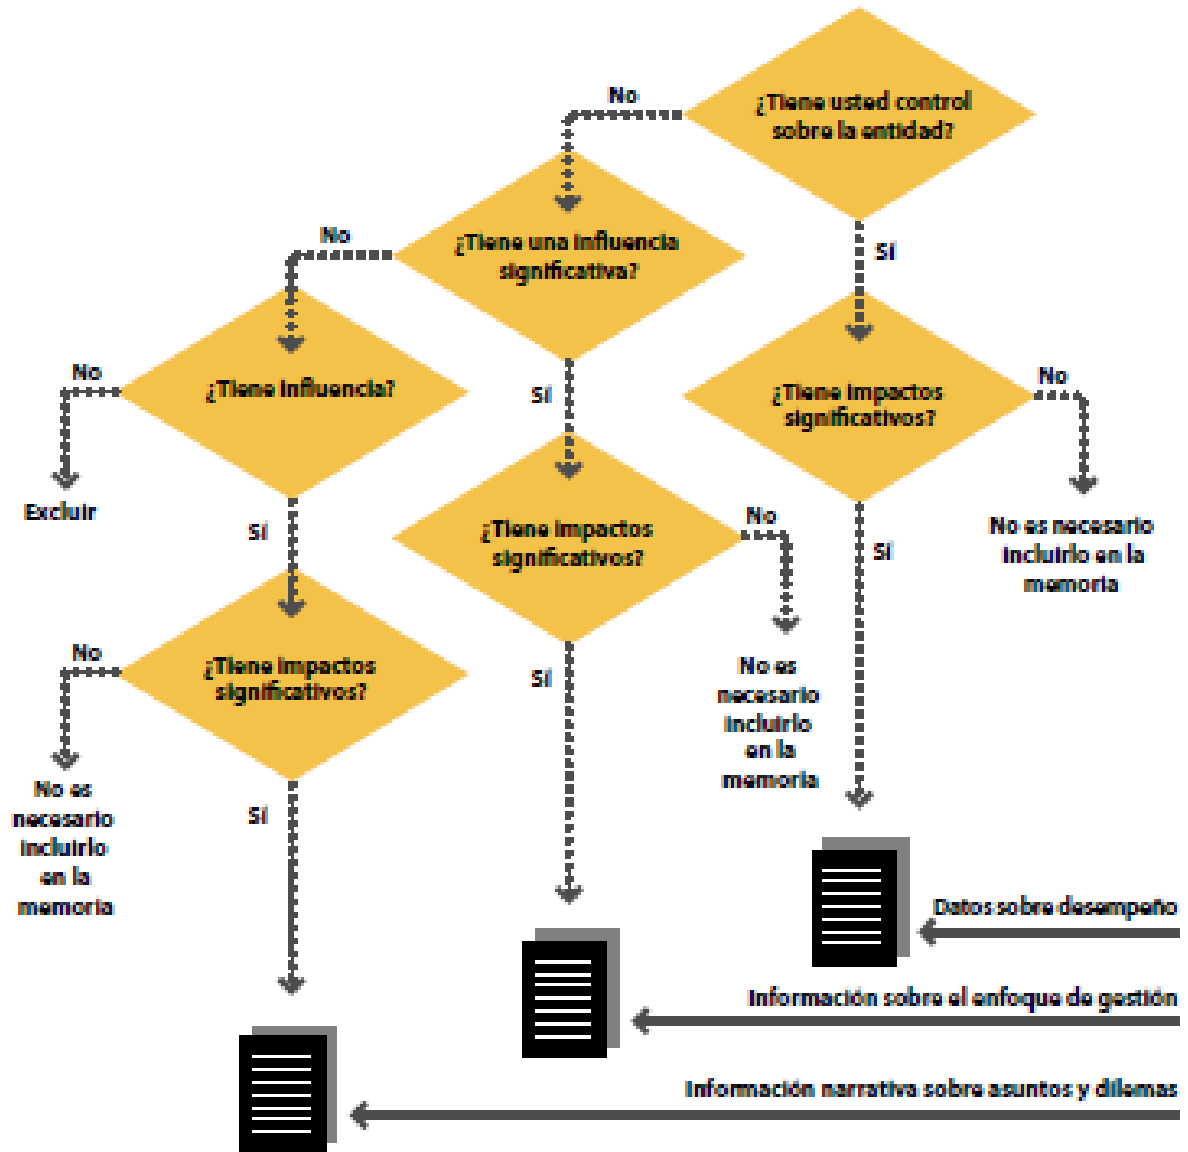 No
¿Tiene usted control
sobre la entidad?
No
¿Tiene una influencia
significativa?
Sí
No
¿Tiene influencia?
Sí
¿Tiene impactos
significativos?
No
Excluir
Sí
¿Tiene impactos
significativos?
No
No es necesario
incluirlo en la
memoria
Sí
No
¿Tiene impactos
significativos?
Sí
No es
necesario
incluirlo
en la
memoria
No es
necesario
incluirlo
en la
memoria
Sí
Datos sobre desempeño
Información sobre el enfoque de gestión
Información narrativa sobre asuntos y dilemas